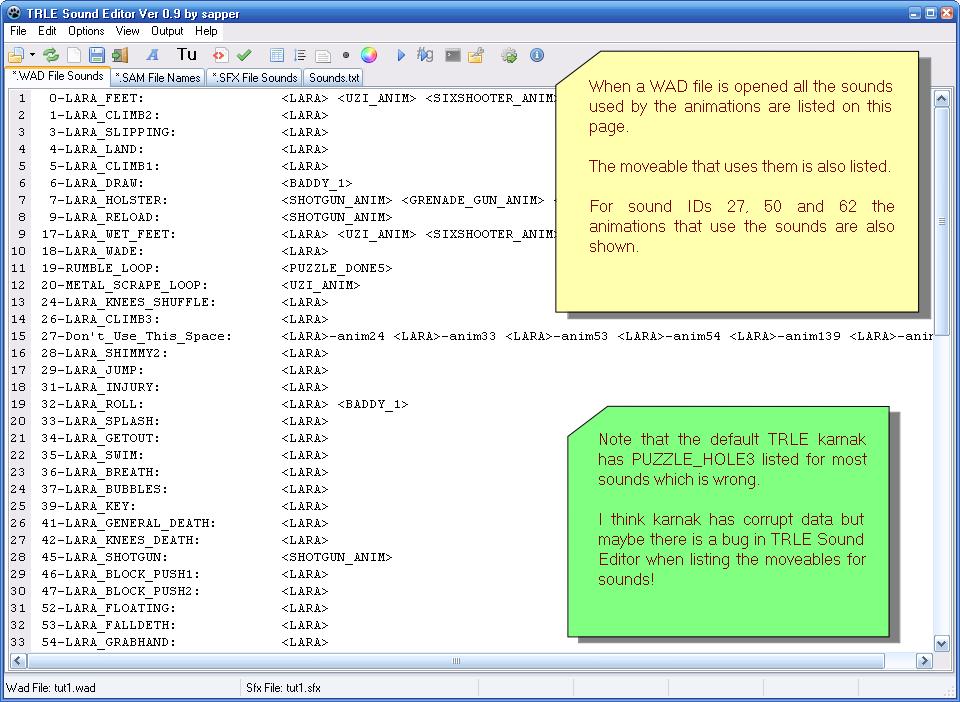 TRLE Sound Editor Ver 0.9 by sapper
File Edit Options View Output Help
A Tu
*.WAD File Sounds *.SAM File Names *.SFX File Sounds Sounds.txt
1 0-LARA_FEET: <LARA> <UZI_ANIM> <SIXSHOOTER_ANIM
2 1-LARA_CLIMB2: <LARA>
3 3-LARA_SLIPPING: <LARA>
4 4-LARA_LAND: <LARA>
5 5-LARA_CLIMB1: <LARA>
6 6-LARA_DRAW: <BADDY_1>
7 7-LARA_HOLSTER: <SHOTGUN_ANIM> <GRENADE_GUN_ANIM> <
8 9-LARA_RELOAD: <SHOTGUN_ANIM>
9 17-LARA_WET_FEET: <LARA> <UZI_ANIM> <SIXSHOOTER_ANIM
10 18-LARA_WADE: <LARA>
11 19-RUMBLE_LOOP: <PUZZLE_DONE5>
12 20-METAL_SCRAPE_LOOP: <UZI_ANIM>
13 24-LARA_KNEES_SHUFFLE: <LARA>
14 26-LARA_CLIMB3: <LARA>
15 27-Don't_Use_This_Space: <LARA>-anim24 <LARA>-anim33 <LARA>-anim53 <LARA>-anim54 <LARA>-anim139 <LARA>-anir
16 28-LARA_SHIMMY2: <LARA>
17 29-LARA_JUMP: <LARA>
18 31-LARA_INJURY: <LARA>
19 32-LARA_ROLL: <LARA> <BADDY_1>
20 33-LARA_SPLASH: <LARA>
21 34-LARA_GETOUT: <LARA>
22 35-LARA_SWIM: <LARA>
23 36-LARA_BREATH: <LARA>
24 37-LARA_BUBBLES: <LARA>
25 39-LARA_KEY: <LARA>
26 41-LARA_GENERAL_DEATH: <LARA>
27 42-LARA_KNEES_DEATH: <LARA>
28 45-LARA_SHOTGUN: <SHOTGUN_ANIM>
29 46-LARA_BLOCK_PUSH1: <LARA>
30 47-LARA_BLOCK_PUSH2: <LARA>
31 52-LARA_FLOATING: <LARA>
32 53-LARA_FALLDETH: <LARA>
33 54-LARA_GRABHAND: <LARA>
When a WAD file is opened all the sounds
used by the animations are listed on this
page.
The moveable that uses them is also listed.
For sound IDs 27, 50 and 62 the
animations that use the sounds are also
shown.
Note that the default TRLE karnak
has PUZZLE_HOLE3 listed for most
sounds which is wrong.
I think karnak has corrupt data but
maybe there is a bug in TRLE Sound
Editor when listing the moveables for
sounds!
Wad File: tut1.wad Sfx File: tut1.sfx